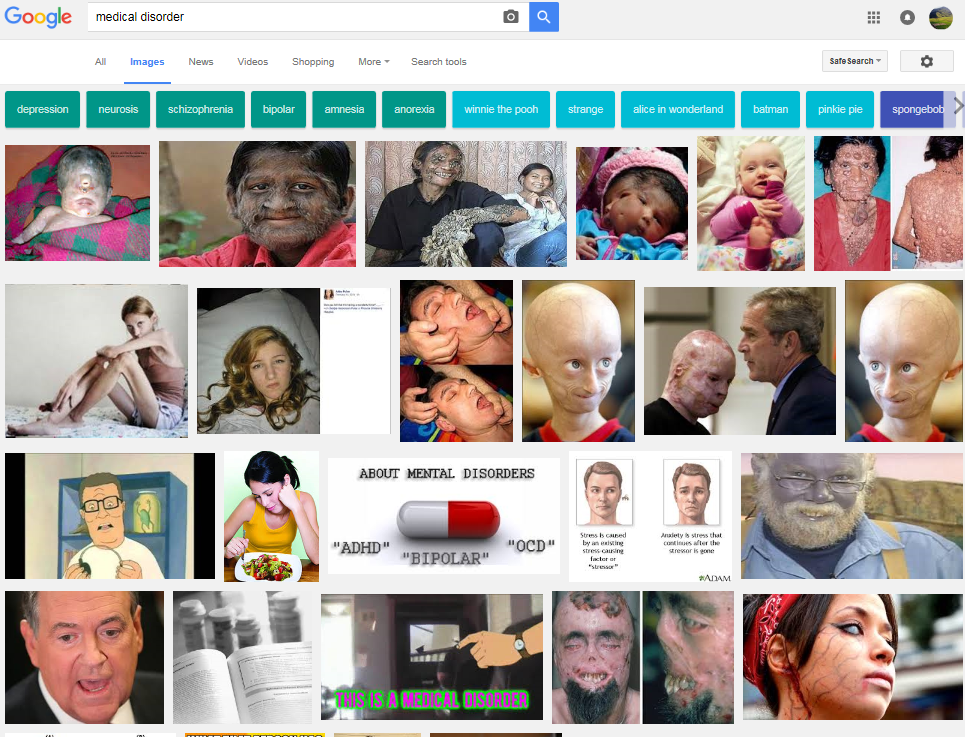 Google
medical disorder
All Images News Videos Shopping More Search tools
SafeSearch
depression neurosis schizophrenia bipolar amnesia anorexia winnie the pooh strange alice in wonderland batman pinkie pie spongebob
ABOUT MENTAL DISORDERS
"ADHD" "BIPOLAR" "OCD"
Stress is caused
by an existing
stress-causing
factor or
"stressor"
Anxiety is stress that
continues after the
stressor is gone
ADAM
THIS IS A MEDICAL DISORDER